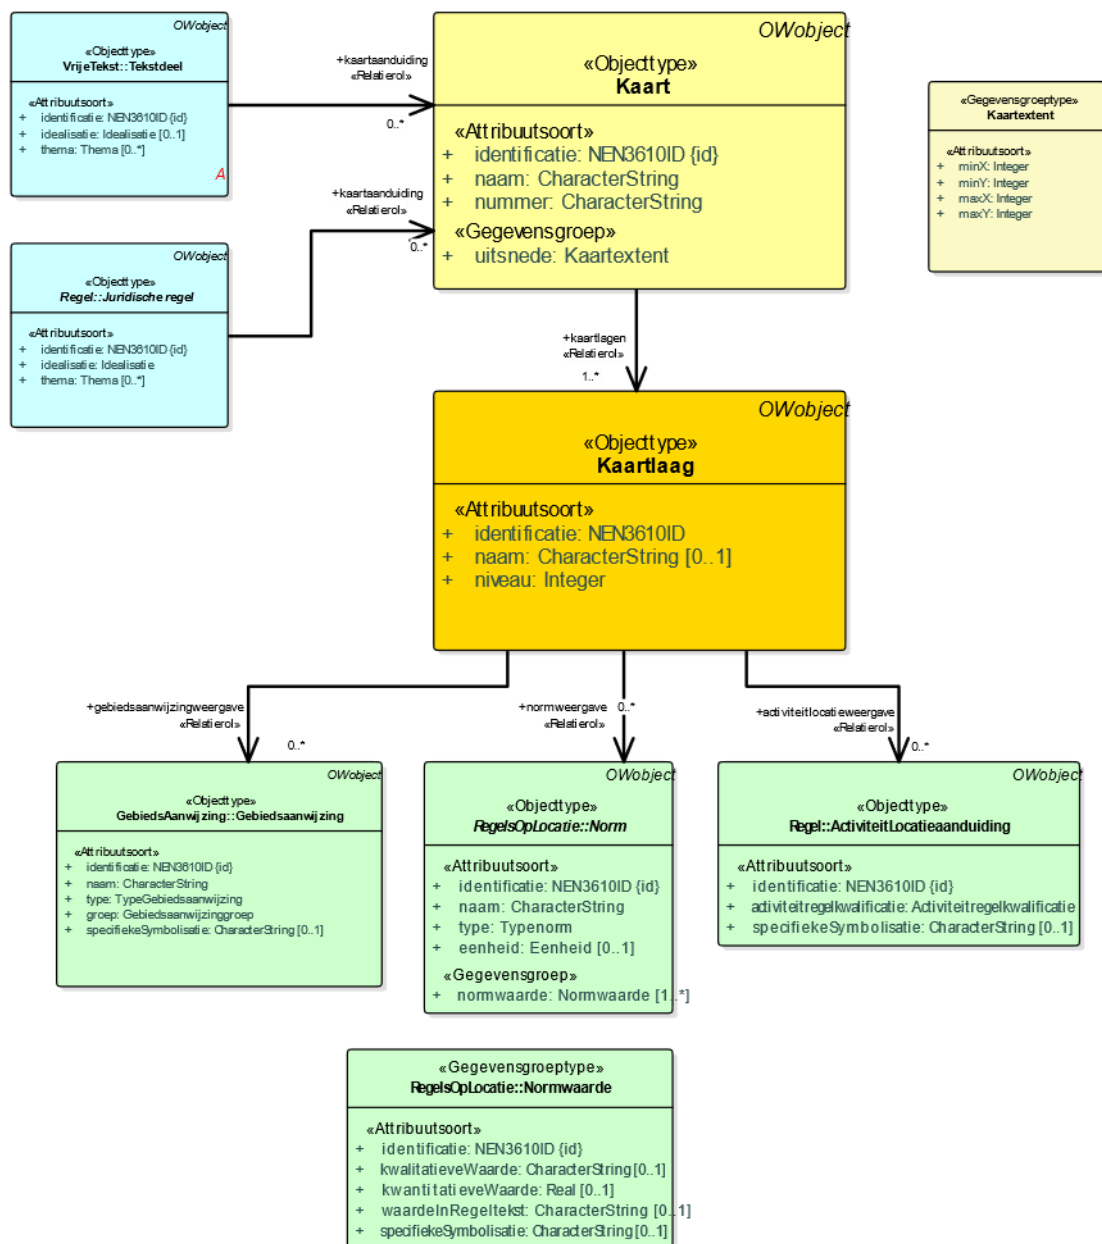 OWobject
«Objecttype»
VrijeTekst::Tekstdeel
«Attribuutsoort»
+ identificatie: NEN3610ID {id}
+ idealisatie: Idealisatie [0..1]
+ thema: Thema [0..*]
A
+kaartaanduiding
«Relatierol»
0..*
OWobject
«Objecttype»
Kaart
«Attribuutsoort»
+ identificatie: NEN3610ID {id}
+ naam: CharacterString
+ nummer: CharacterString
«Gegevensgroep»
+ uitsnede: Kaartextent
«Gegevensgroeptype»
Kaartextent
«Attribuutsoort»
+ minX: Integer
+ minY: Integer
+ maxX: Integer
+ maxY: Integer
+kaartaanduiding
«Relatierol»
0..*
OWobject
«Objecttype»
Regel::Juridische regel
«Attribuutsoort»
+ identificatie: NEN3610ID {id}
+ idealisatie: Idealisatie
+ thema: Thema [0..*]
+kaartlagen
«Relatierol»
1..*
OWobject
«Objecttype»
Kaartlaag
«Attribuutsoort»
+ identificatie: NEN3610ID
+ naam: CharacterString [0..1]
+ niveau: Integer
+gebiedsaanwijzingweergave
«Relatierol»
0..*
+normweergave
0..*
«Relatierol»
+activiteitlocatieweergave
«Relatierol»
0..*
OWobject
«Objecttype»
GebiedsAanwijzing::Gebiedsaanwijzing
«Attribuutsoort»
+ identificatie: NEN3610ID {id}
+ naam: CharacterString
+ type: TypeGebiedsaanwijzing
+ groep: Gebiedsaanwijzinggroep
+ specifiekeSymbolisatie: CharacterString [0..1]
OWobject
«Objecttype»
RegelsOpLocatie::Norm
«Attribuutsoort»
+ identificatie: NEN3610ID {id}
+ naam: CharacterString
+ type: Typenorm
+ eenheid: Eenheid [0..1]
«Gegevensgroep»
+ normwaarde: Normwaarde [1..*]
OWobject
«Objecttype»
Regel::ActiviteitLocatieaanduiding
«Attribuutsoort»
+ identificatie: NEN3610ID {id}
+ activiteitregelkwalificatie: Activiteitregelkwalificatie
+ specifiekeSymbolisatie: CharacterString [0..1]
«Gegevensgroeptype»
RegelsOpLocatie::Normwaarde
«Attribuutsoort»
+ identificatie: NEN3610ID {id}
+ kwalitatieveWaarde: CharacterString [0..1]
+ kwantitatieveWaarde: Real [0..1]
+ waardeInRegeltekst: CharacterString [0..1]
+ specifiekeSymbolisatie: CharacterString [0..1]